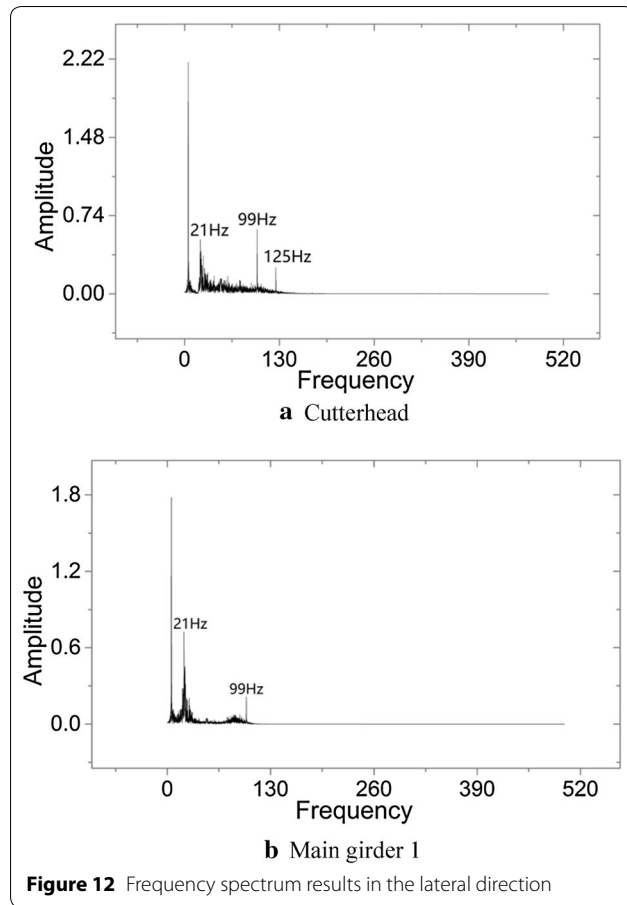 2.22
1.48
0.74
0.00
Amplitude
21Hz
99Hz
125Hz
0 130 260 390 520
Frequency
a Cutterhead
1.8
1.2
0.6
0.0
Amplitude
21Hz
99Hz
0 130 260 390 520
Frequency
b Main girder 1
Figure 12 Frequency spectrum results in the lateral direction